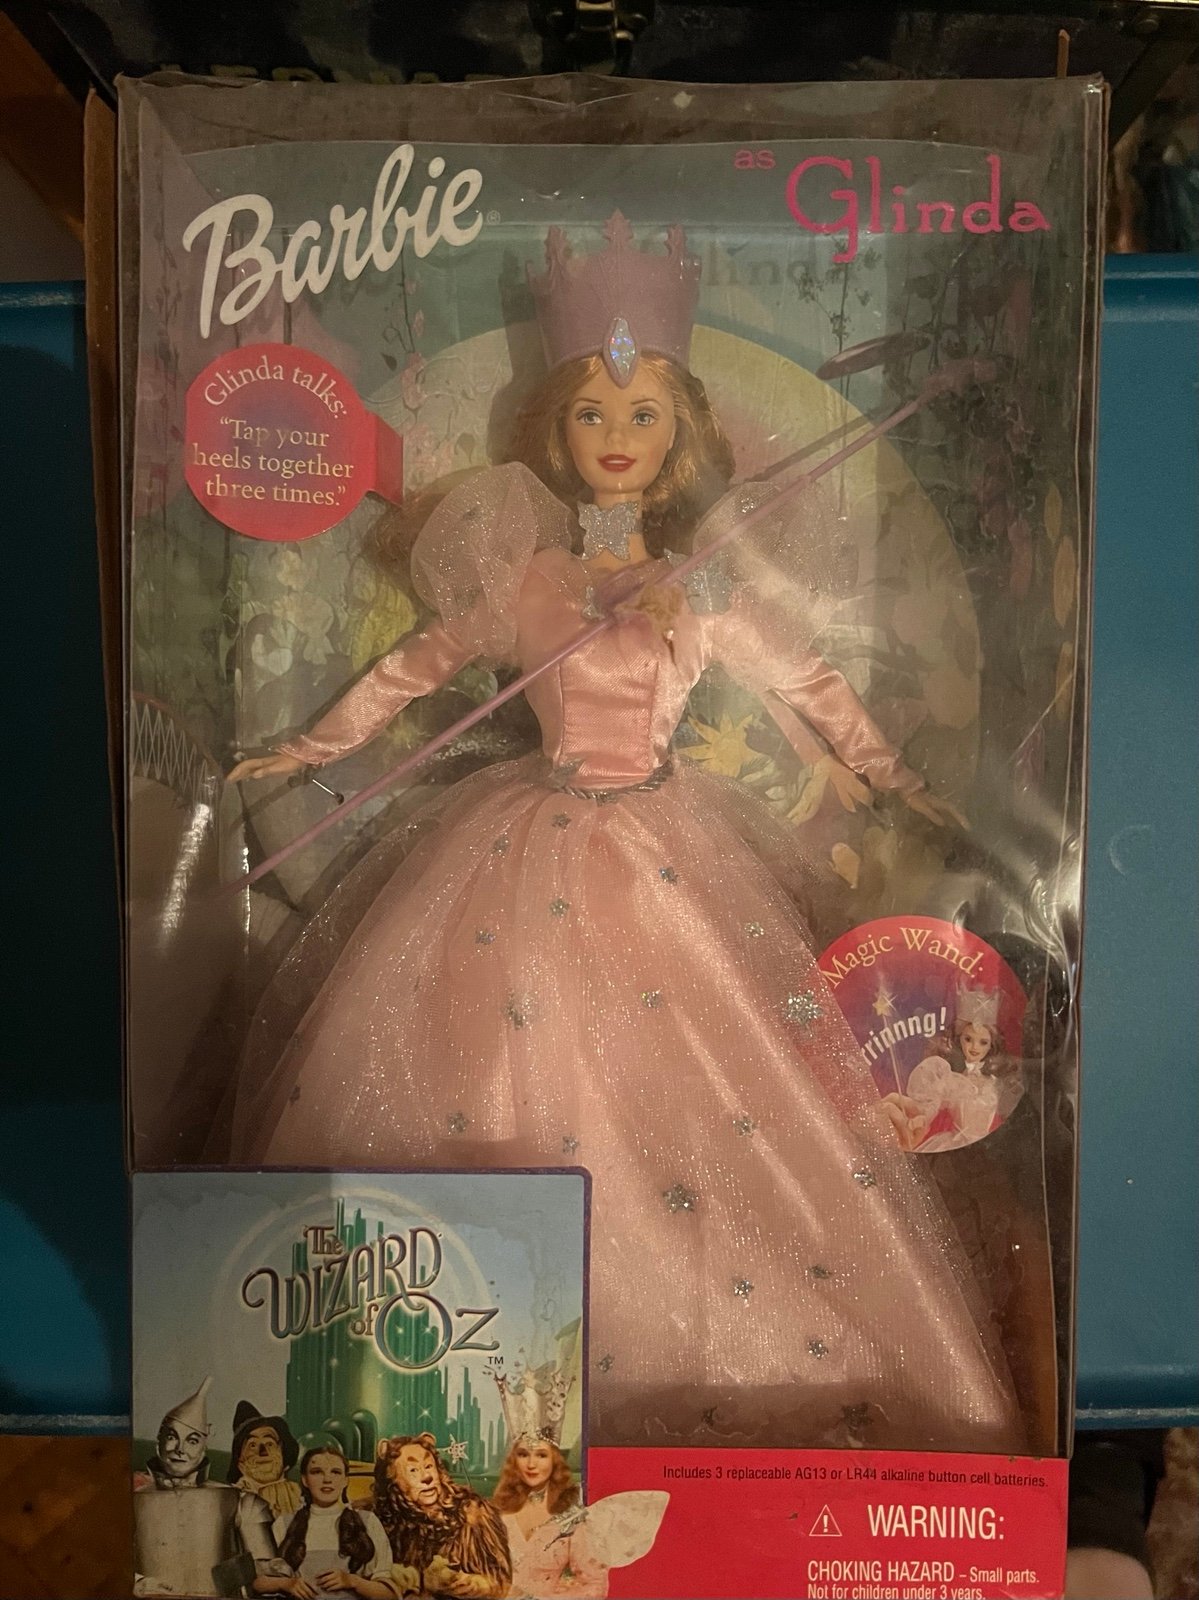 Barbie®
as
Glinda
Glinda talks:
"Tap your
heels together
three times."
Magic Wand:
The
WIZARD
of OZ™
Includes 3 replaceable AG13 or LR44 alkaline button cell batteries.
WARNING:
CHOKING HAZARD – Small parts.
Not for children under 3 years.